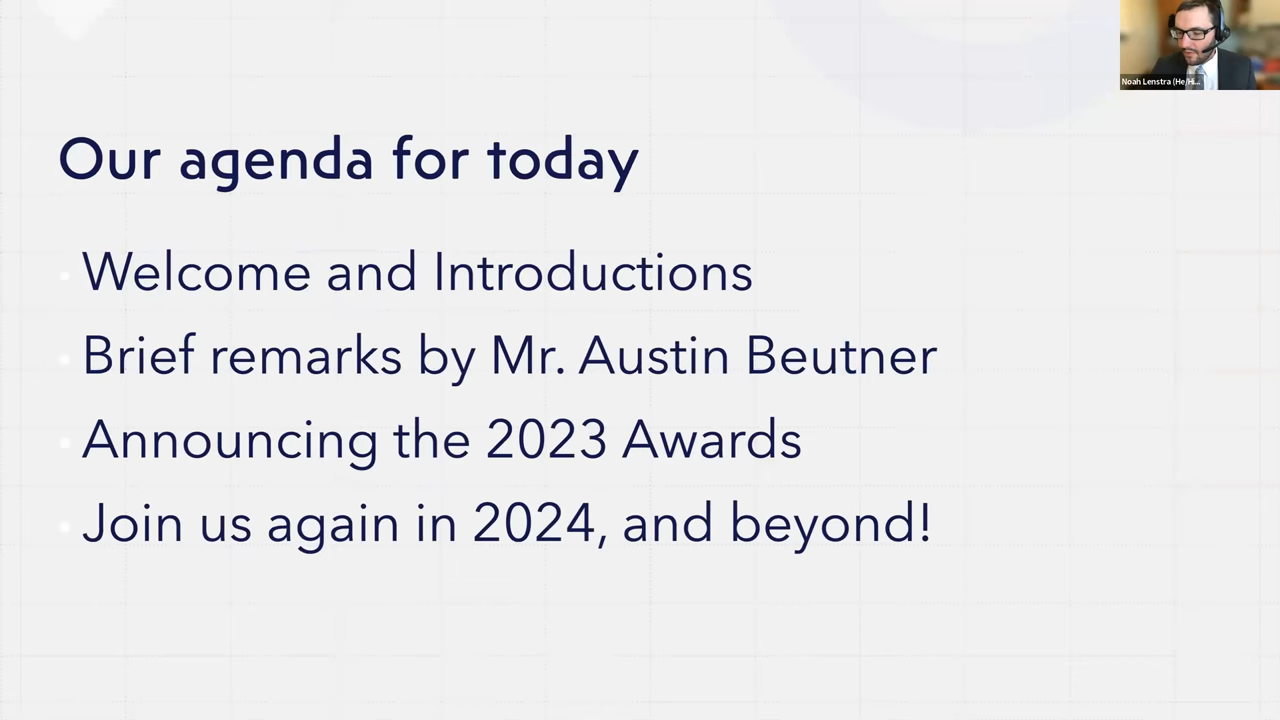 Noah Lenstra (He/Hi...
Our agenda for today
Welcome and Introductions
Brief remarks by Mr. Austin Beutner
Announcing the 2023 Awards
Join us again in 2024, and beyond!